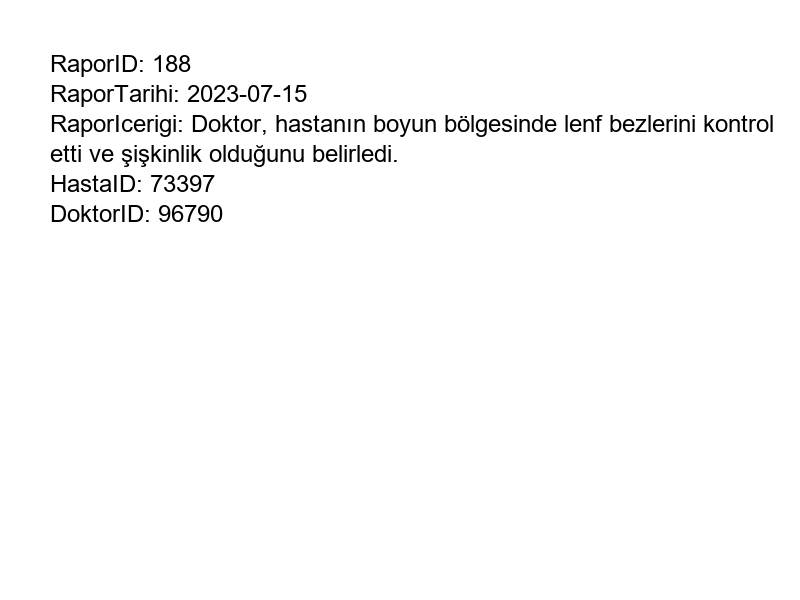 RaporID: 188
RaporTarihi: 2023-07-15
RaporIcerigi: Doktor, hastanın boyun bölgesinde lenf bezlerini kontrol
etti ve şişkinlik olduğunu belirledi.
HastaID: 73397
DoktorID: 96790